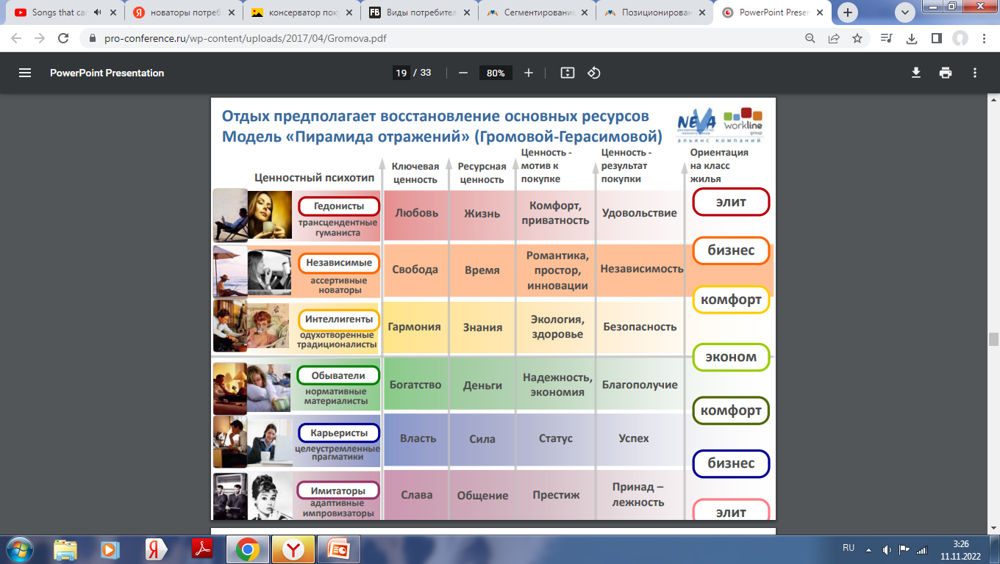 Songs that car
новаторы потреб
консерватор поку
Виды потребител
Сегментировани
Позиционирован
PowerPoint Preser
pro-conference.ru/wp-content/uploads/2017/04/Gromova.pdf
PowerPoint Presentation
19 / 33
80%
Отдых предполагает восстановление основных ресурсов
Модель «Пирамида отражений» (Громовой-Герасимовой)
NEVA
workline
group
альянс компаний
Ценностный психотип
Ключевая
ценность
Ресурсная
ценность
Ценность -
мотив к
покупке
Ценность -
результат
покупки
Ориентация
на класс
жилья
Гедонисты
трансцендентные
гуманиста
Любовь
Жизнь
Комфорт,
приватность
Удовольствие
элит
Независимые
ассертивные
новаторы
Свобода
Время
Романтика,
простор,
инновации
Независимость
бизнес
комфорт
Интеллигенты
одухотворенные
традиционалисты
Гармония
Знания
Экология,
здоровье
Безопасность
эконом
Обыватели
нормативные
материалисты
Богатство
Деньги
Надежность,
экономия
Благополучие
комфорт
Карьеристы
целеустремленные
прагматики
Власть
Сила
Статус
Успех
бизнес
Имитаторы
адаптивные
импровизаторы
Слава
Общение
Престиж
Принад –
лежность
элит
RU
3:26
11.11.2022